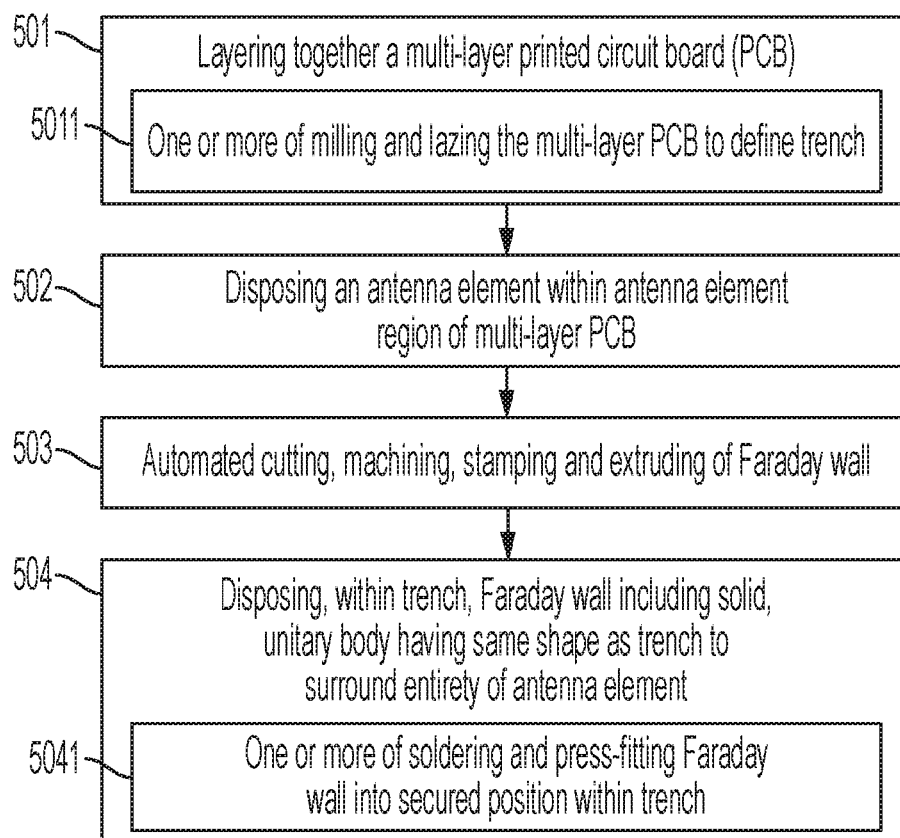 501
Layering together a multi-layer printed circuit board (PCB)
5011
One or more of milling and lazing the multi-layer PCB to define trench
502
Disposing an antenna element within antenna element
region of multi-layer PCB
503
Automated cutting, machining, stamping and extruding of Faraday wall
504
Disposing, within trench, Faraday wall including solid,
unitary body having same shape as trench to
surround entirety of antenna element
5041
One or more of soldering and press-fitting Faraday
wall into secured position within trench